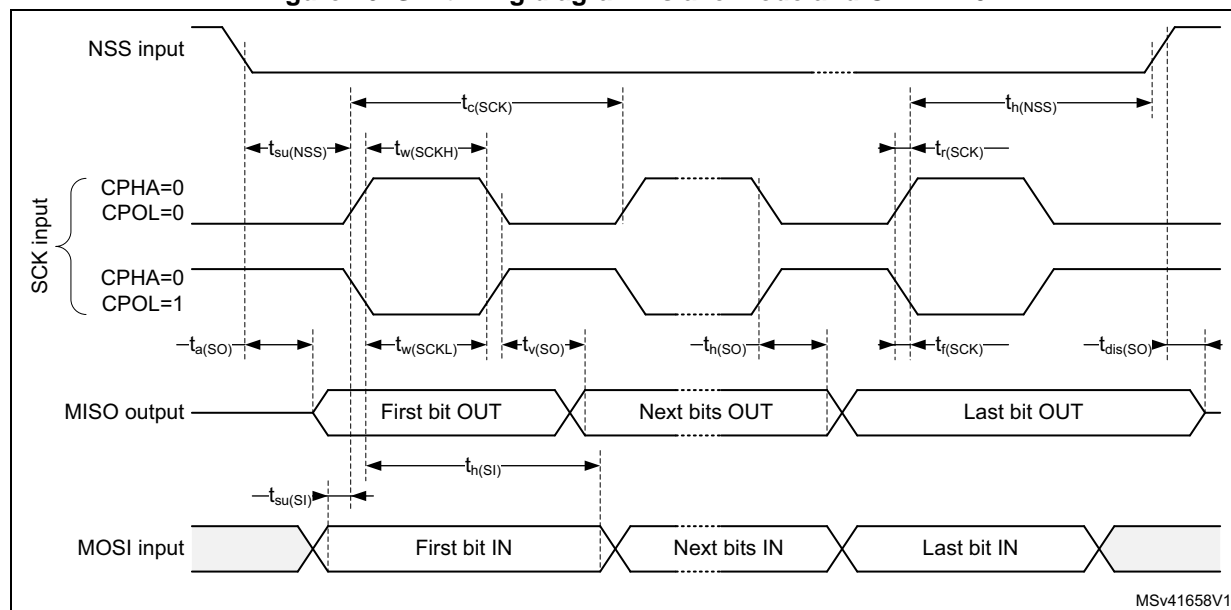 NSS input
tc(SCK)
th(NSS)
tsu(NSS)
tw(SCKH)
tr(SCK)
SCK input
CPHA=0
CPOL=0
CPHA=0
CPOL=1
ta(SO)
tw(SCKL)
tv(SO)
th(SO)
tf(SCK)
tdis(SO)
MISO output
First bit OUT
Next bits OUT
Last bit OUT
th(SI)
tsu(SI)
MOSI input
First bit IN
Next bits IN
Last bit IN
MSv41658V1